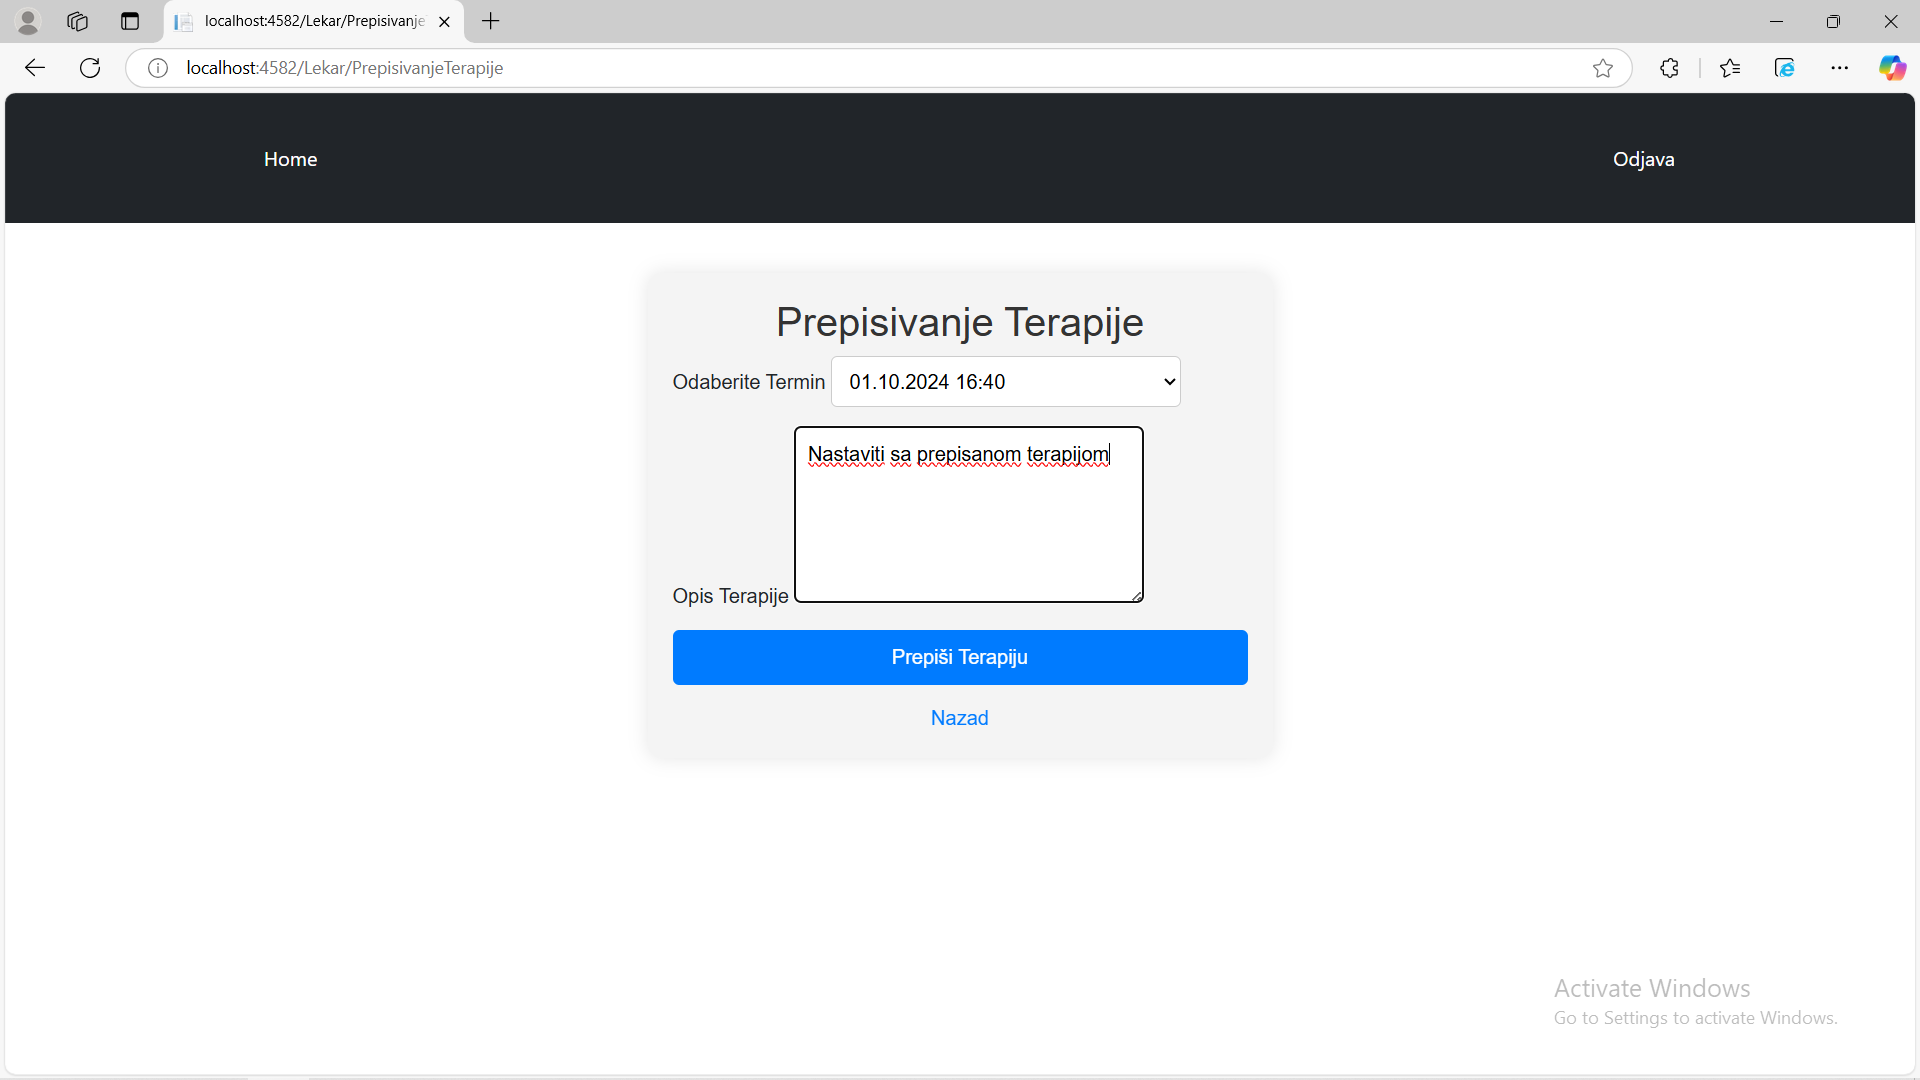 localhost:4582/Lekar/Prepisivanje
localhost:4582/Lekar/PrepisivanjeTerapije
Home
Odjava
Prepisivanje Terapije
Odaberite Termin 01.10.2024 16:40
Nastaviti sa prepisanom terapijom
Opis Terapije
Prepiši Terapiju
Nazad
Activate Windows
Go to Settings to activate Windows.